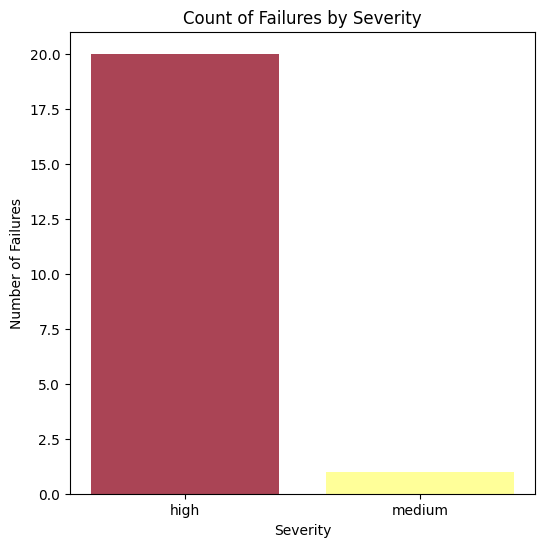 Count of Failures by Severity
Number of Failures
20.0
17.5
15.0
12.5
10.0
7.5
5.0
2.5
0.0
high
medium
Severity